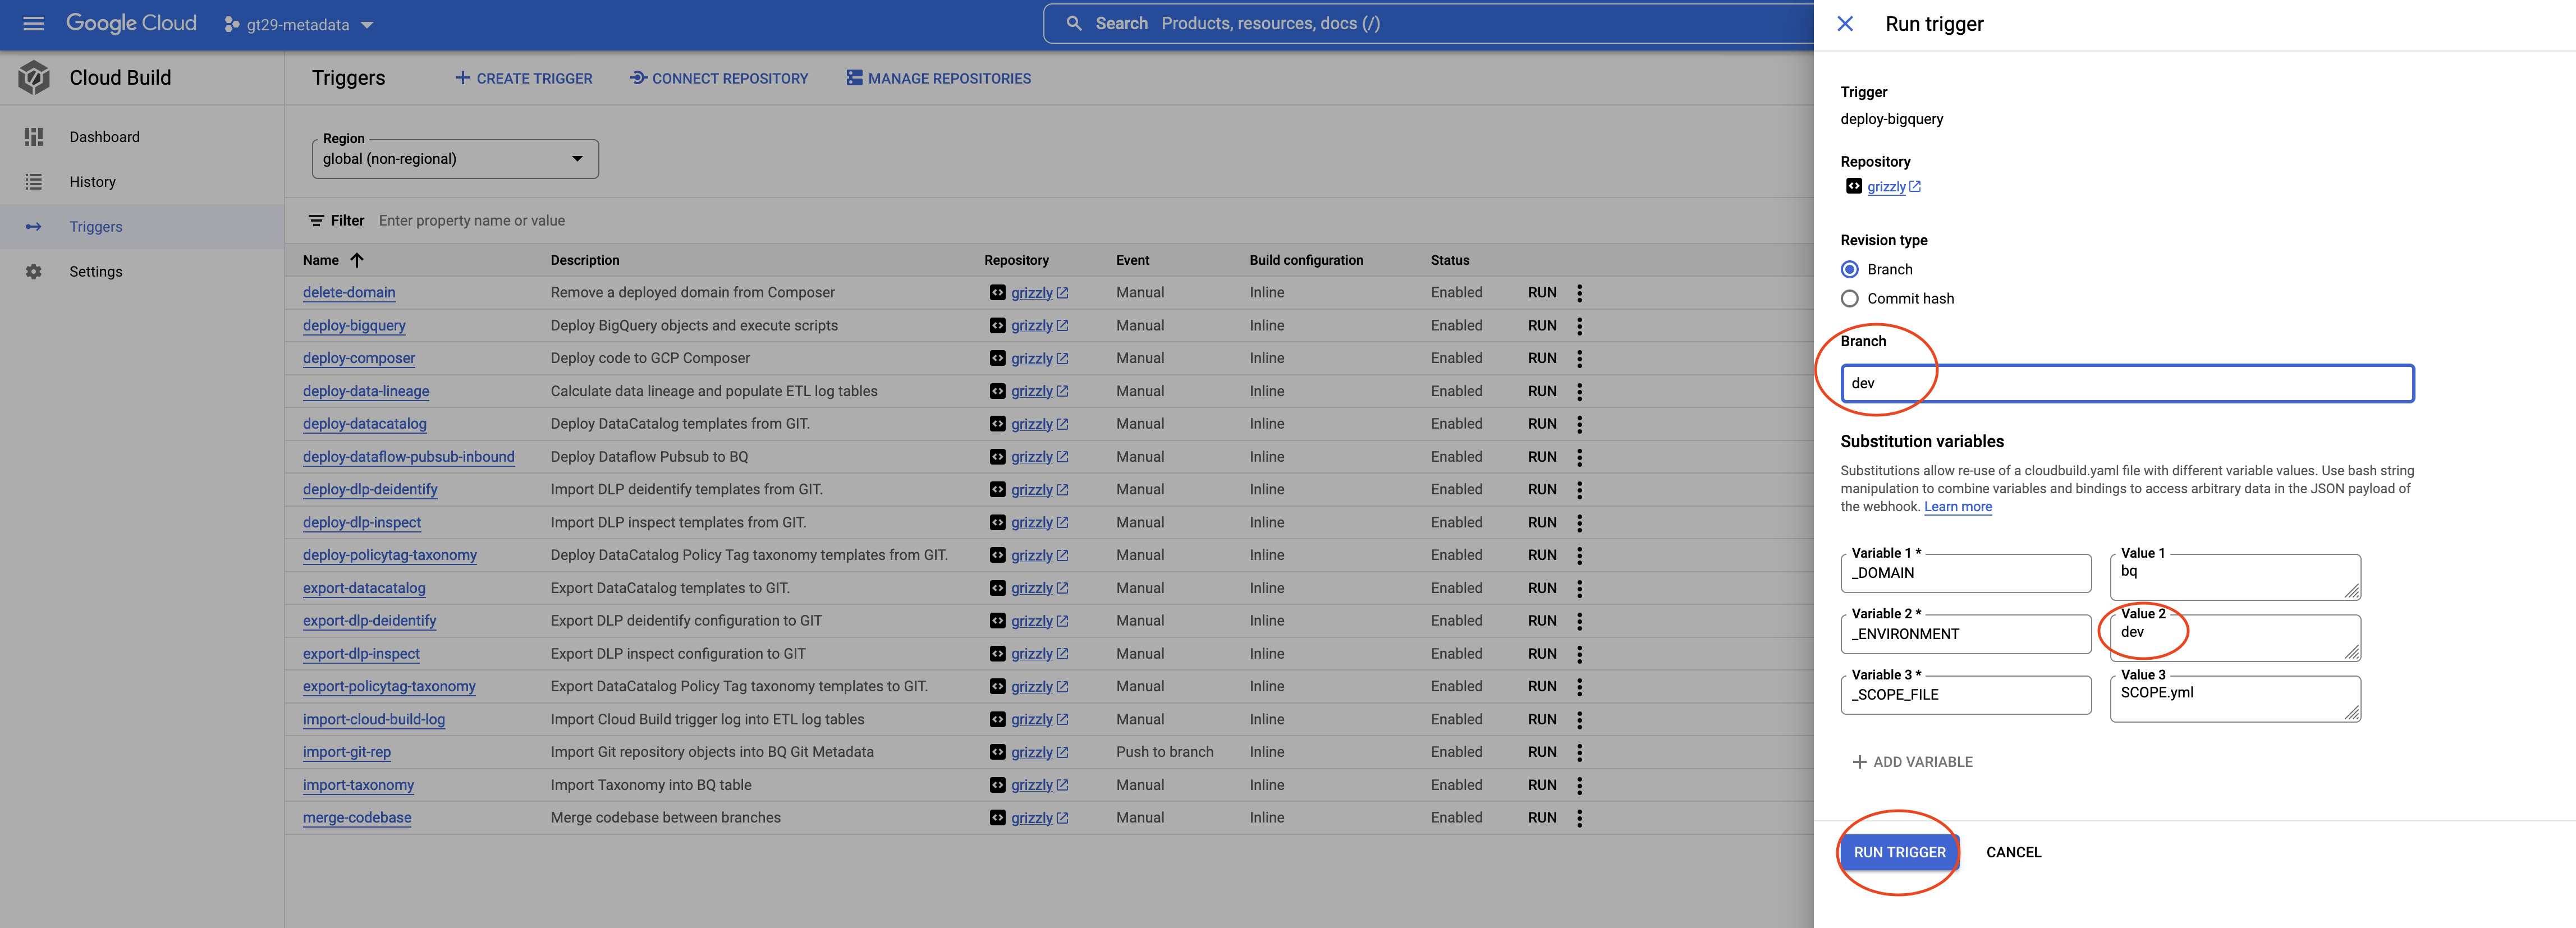 Google Cloud
gt29-metadata
Search Products, resources, docs (/)
Cloud Build
Dashboard
History
Triggers
Settings
Triggers
CREATE TRIGGER
CONNECT REPOSITORY
MANAGE REPOSITORIES
Region
global (non-regional)
Filter Enter property name or value
Name Description Repository Event Build configuration Status
delete-domain Remove a deployed domain from Composer grizzly Manual Inline Enabled RUN
deploy-bigquery Deploy BigQuery objects and execute scripts grizzly Manual Inline Enabled RUN
deploy-composer Deploy code to GCP Composer grizzly Manual Inline Enabled RUN
deploy-data-lineage Calculate data lineage and populate ETL log tables grizzly Manual Inline Enabled RUN
deploy-datacatalog Deploy DataCatalog templates from GIT. grizzly Manual Inline Enabled RUN
deploy-dataflow-pubsub-inbound Deploy Dataflow Pubsub to BQ grizzly Manual Inline Enabled RUN
deploy-dlp-deidentify Import DLP deidentify templates from GIT. grizzly Manual Inline Enabled RUN
deploy-dlp-inspect Import DLP inspect templates from GIT. grizzly Manual Inline Enabled RUN
deploy-policytag-taxonomy Deploy DataCatalog Policy Tag taxonomy templates from GIT. grizzly Manual Inline Enabled RUN
export-datacatalog Export DataCatalog templates to GIT. grizzly Manual Inline Enabled RUN
export-dlp-deidentify Export DLP deidentify configuration to GIT grizzly Manual Inline Enabled RUN
export-dlp-inspect Export DLP inspect configuration to GIT grizzly Manual Inline Enabled RUN
export-policytag-taxonomy Export DataCatalog Policy Tag taxonomy templates to GIT. grizzly Manual Inline Enabled RUN
import-cloud-build-log Import Cloud Build trigger log into ETL log tables grizzly Manual Inline Enabled RUN
import-git-rep Import Git repository objects into BQ Git Metadata grizzly Push to branch Inline Enabled RUN
import-taxonomy Import Taxonomy into BQ table grizzly Manual Inline Enabled RUN
merge-codebase Merge codebase between branches grizzly Manual Inline Enabled RUN
Run trigger
Trigger
deploy-bigquery
Repository
grizzly
Revision type
Branch
Commit hash
Branch
dev
Substitution variables
Substitutions allow re-use of a cloudbuild.yaml file with different variable values. Use bash string
manipulation to combine variables and bindings to access arbitrary data in the JSON payload of
the webhook. Learn more
Variable 1 * Value 1
_DOMAIN bq
Variable 2 * Value 2
_ENVIRONMENT dev
Variable 3 * Value 3
_SCOPE_FILE SCOPE.yml
ADD VARIABLE
RUN TRIGGER CANCEL